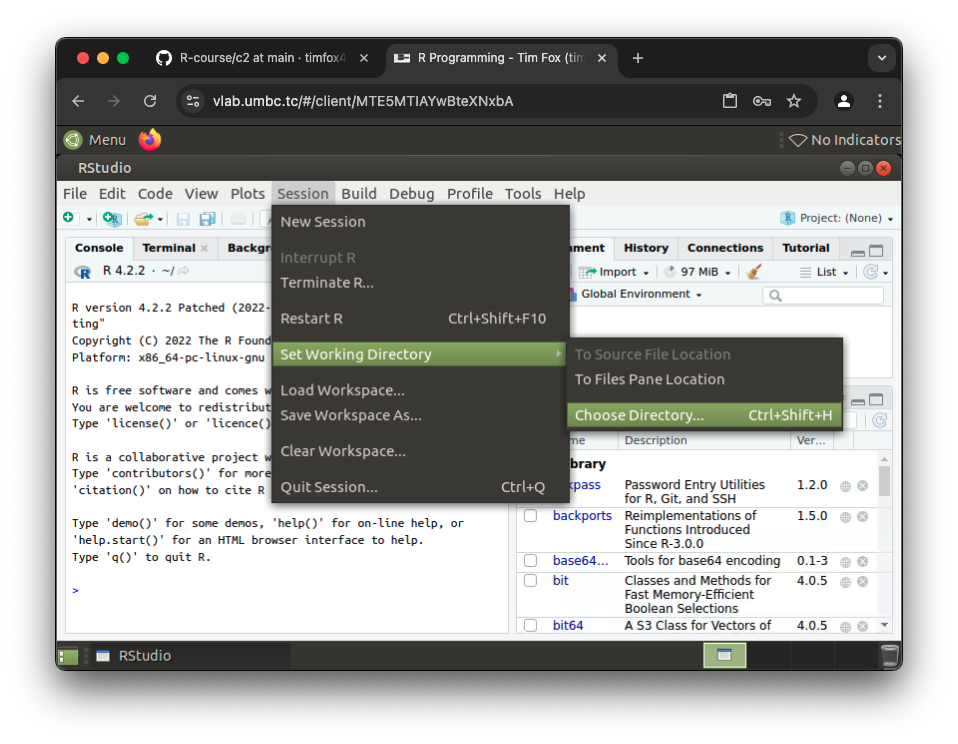 R-course/c2 at main · timfox4
R Programming - Tim Fox (tim
vlab.umbc.tc/#/client/MTE5MTIAYwBteXNxbA
Menu
No Indicators
RStudio
File Edit Code View Plots Session Build Debug Profile Tools Help
Project: (None)
Console Terminal Backgr
ment History Connections Tutorial
R 4.2.2 · ~/
Import 97 MiB List
Global Environment
R version 4.2.2 Patched (2022-
ting"
Copyright (C) 2022 The R Found
Platform: x86_64-pc-linux-gnu
R is free software and comes w
You are welcome to redistribut
Type 'license()' or 'licence()
R is a collaborative project w
Type 'contributors()' for more
'citation()' on how to cite R
Type 'demo()' for some demos, 'help()' for on-line help, or
'help.start()' for an HTML browser interface to help.
Type 'q()' to quit R.
>
New Session
Interrupt R
Terminate R...
Restart R Ctrl+Shift+F10
Set Working Directory
Load Workspace...
Save Workspace As...
Clear Workspace...
Quit Session... Ctrl+Q
To Source File Location
To Files Pane Location
Choose Directory... Ctrl+Shift+H
me Description Ver...
brary
kpass Password Entry Utilities 1.2.0
for R, Git, and SSH
backports Reimplementations of 1.5.0
Functions Introduced
Since R-3.0.0
base64... Tools for base64 encoding 0.1-3
bit Classes and Methods for 4.0.5
Fast Memory-Efficient
Boolean Selections
bit64 A S3 Class for Vectors of 4.0.5
RStudio